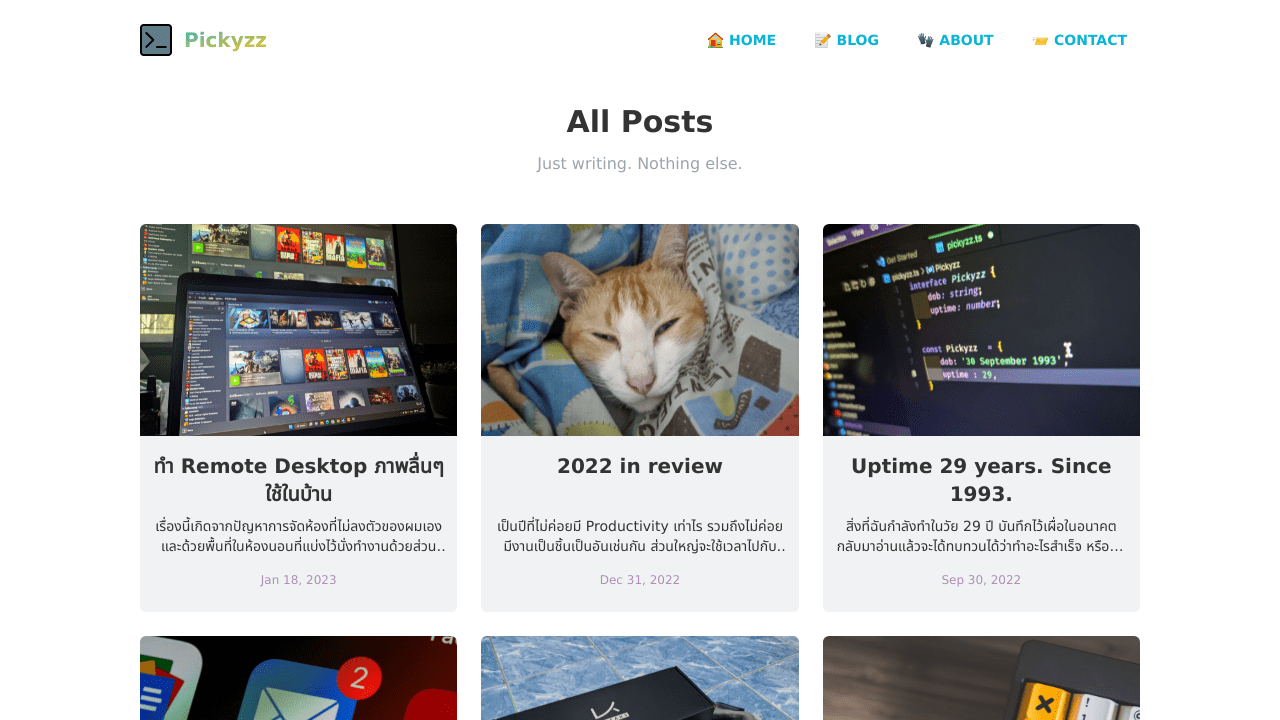 Pickyzz
HOME
BLOG
ABOUT
CONTACT
All Posts
Just writing. Nothing else.
pickyzz.ts
Get Started
pickyzz.ts > Pickyzz
interface Pickyzz {
dob: string;
uptime: number;
}
const Pickyzz = {
dob: '30 September 1993',
uptime : 29,
}
ทำ Remote Desktop ภาพลื่นๆ
ใช้ในบ้าน
เรื่องนี้เกิดจากปัญหาการจัดห้องที่ไม่ลงตัวของผมเอง
และด้วยพื้นที่ในห้องนอนที่แบ่งไว้นั่งทำงานด้วยส่วน..
Jan 18, 2023
2022 in review
เป็นปีที่ไม่ค่อยมี Productivity เท่าไร รวมถึงไม่ค่อย
มีงานเป็นชิ้นเป็นอันเช่นกัน ส่วนใหญ่จะใช้เวลาไปกับ..
Dec 31, 2022
Uptime 29 years. Since
1993.
สิ่งที่ฉันกำลังทำในวัย 29 ปี บันทึกไว้เผื่อในอนาคต
กลับมาอ่านแล้วจะได้ทบทวนได้ว่าทำอะไรสำเร็จ หรือ...
Sep 30, 2022
2